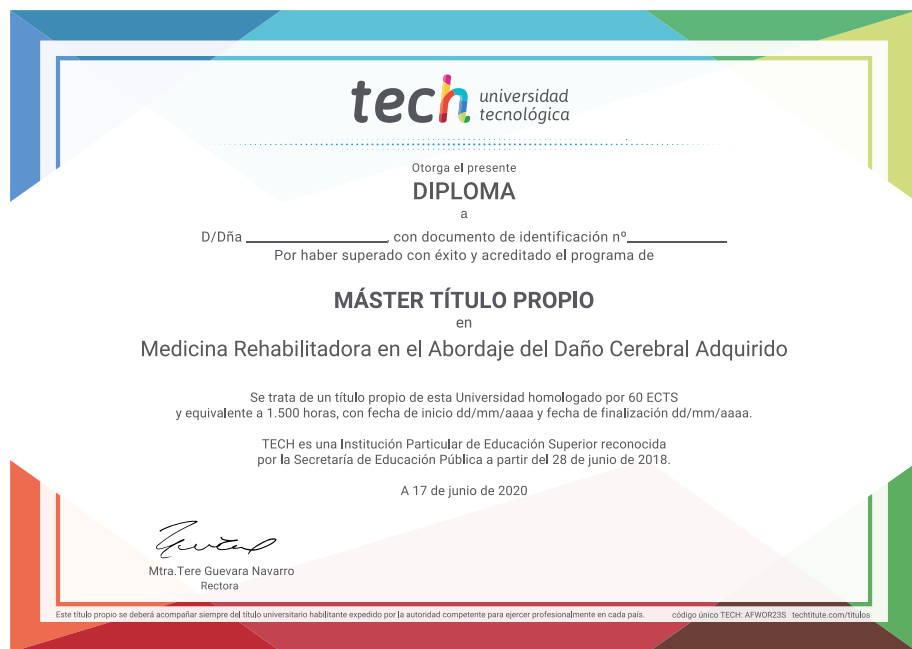 tech universidad
tecnológica
Otorga el presente
DIPLOMA
a
D/Dña ____________, con documento de identificación nº____________
Por haber superado con éxito y acreditado el programa de
MÁSTER TÍTULO PROPIO
en
Medicina Rehabilitadora en el Abordaje del Daño Cerebral Adquirido
Se trata de un título propio de esta Universidad homologado por 60 ECTS
y equivalente a 1.500 horas, con fecha de inicio dd/mm/aaaa y fecha de finalización dd/mm/aaaa.
TECH es una Institución Particular de Educación Superior reconocida
por la Secretaría de Educación Pública a partir del 28 de junio de 2018.
A 17 de junio de 2020
Mtra.Tere Guevara Navarro
Rectora
Este título propio se deberá acompañar siempre del título universitario habilitante expedido por la autoridad competente para ejercer profesionalmente en cada país. código único TECH: AFWOR23S techtitute.com/titulos